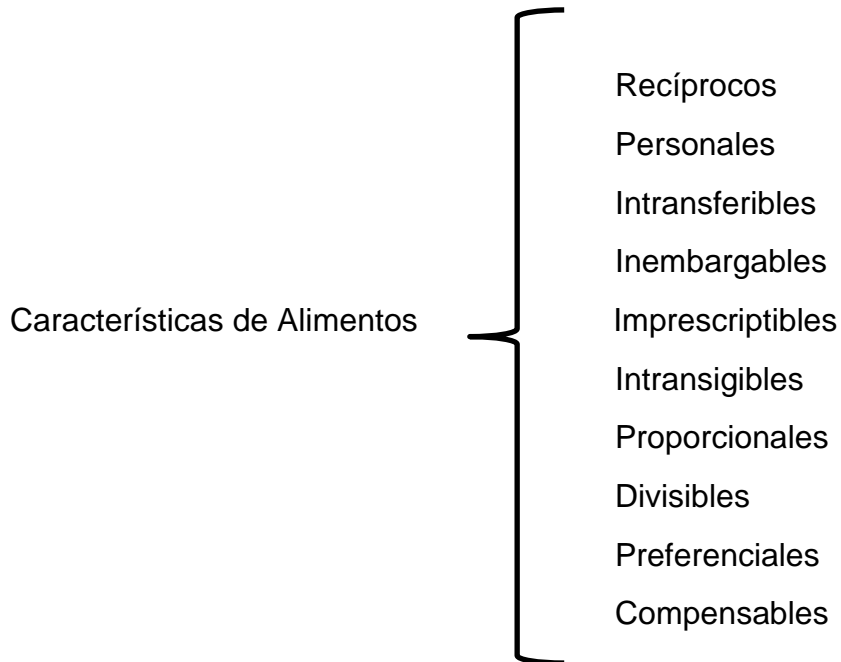 Características de Alimentos
Recíprocos
Personales
Intransferibles
Inembargables
Imprescriptibles
Intransigibles
Proporcionales
Divisibles
Preferenciales
Compensables